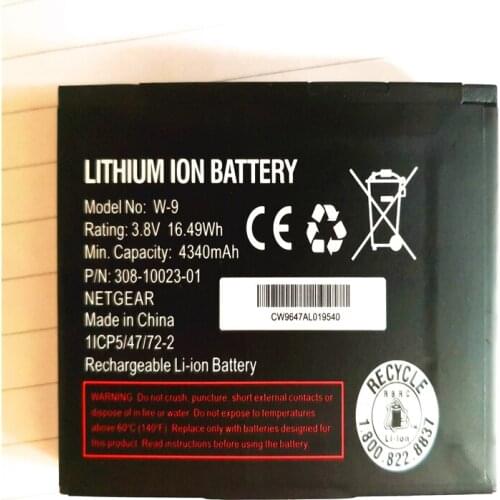 LITHIUM ION BATTERY
Model No: W-9
Rating: 3.8V 16.49Wh
Min. Capacity: 4340mAh
P/N: 308-10023-01
NETGEAR
Made in China
1ICP5/47/72-2
Rechargeable Li-ion Battery
CE
CW9647AL019540
WARNING: Do not crush, puncture, short external contacts or
dispose of in fire or water. Do not expose to temperatures
above 60°C (140°F). Only use with batteries designed for
this product. Read instructions before using the battery.
RECYCLE
RBRC
Li-Ion
1.800.822.8837